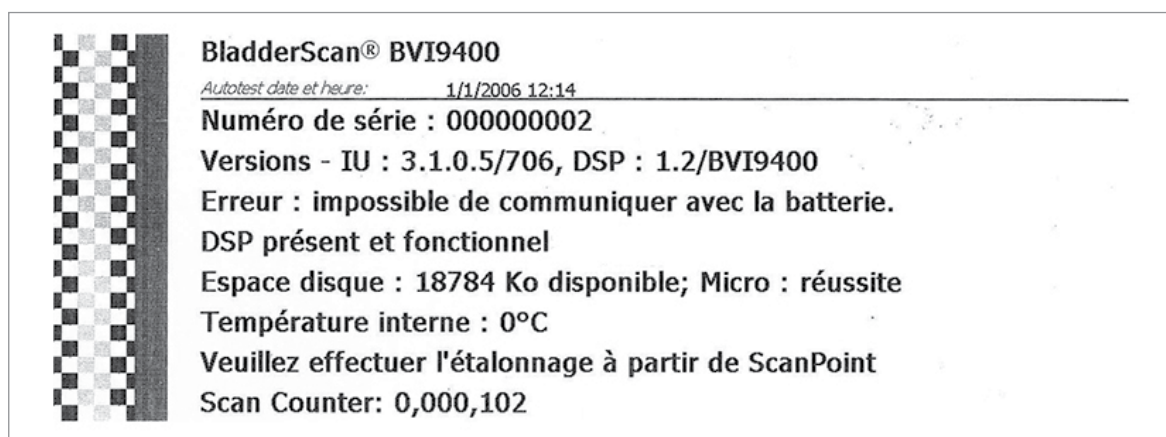 BladderScan® BVI9400
Autotest date et heure: 1/1/2006 12:14
Numéro de série : 000000002
Versions - IU : 3.1.0.5/706, DSP : 1.2/BVI9400
Erreur : impossible de communiquer avec la batterie.
DSP présent et fonctionnel
Espace disque : 18784 Ko disponible; Micro : réussite
Température interne : 0°C
Veuillez effectuer l'étalonnage à partir de ScanPoint
Scan Counter: 0,000,102